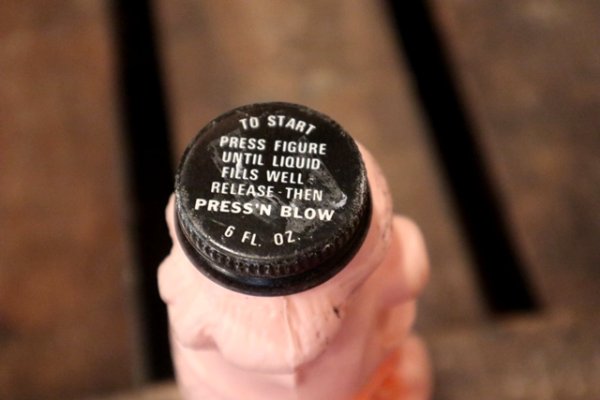 TO START
PRESS FIGURE
UNTIL LIQUID
FILLS WELL
RELEASE - THEN
PRESS'N BLOW
6 FL. OZ.